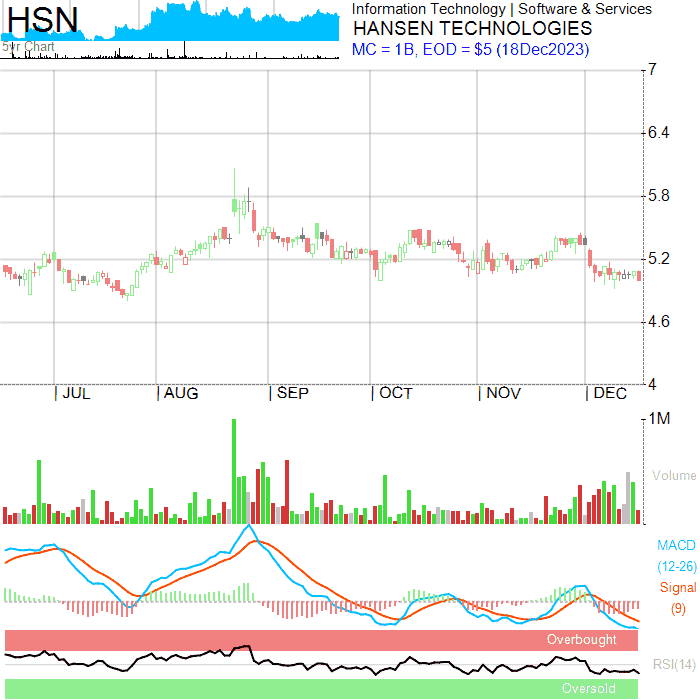 HSN
5yr Chart
Information Technology | Software & Services
HANSEN TECHNOLOGIES
MC = 1B, EOD = $5 (18Dec2023)
7
6.4
5.8
5.2
4.6
4
| JUL | AUG | SEP | OCT | NOV | DEC
1M
Volume
MACD
(12-26)
Signal
(9)
Overbought
RSI(14)
Oversold